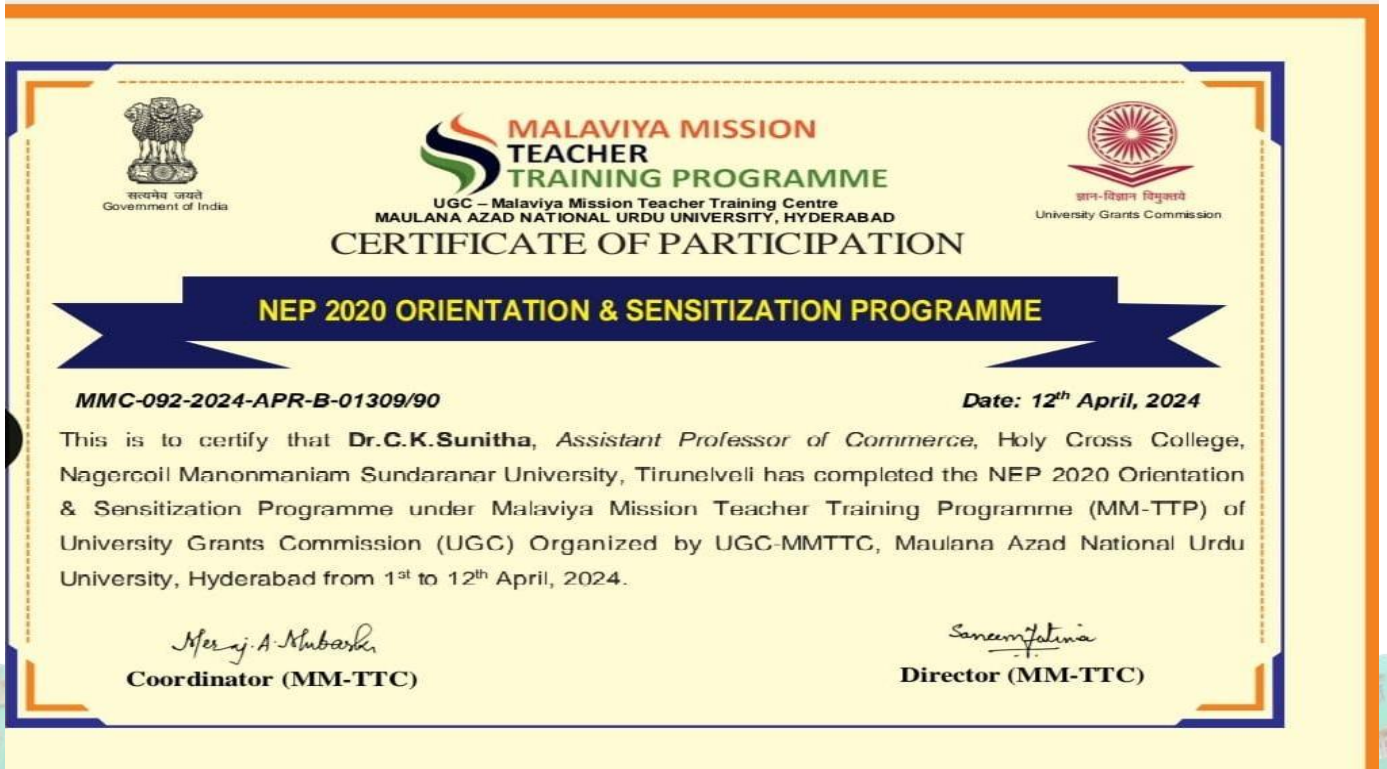 MALAVIYA MISSION
TEACHER
TRAINING PROGRAMME
सत्यमेव जयते
Government of India
UGC – Malaviya Mission Teacher Training Centre
MAULANA AZAD NATIONAL URDU UNIVERSITY, HYDERABAD
ज्ञान-विज्ञान विमुक्तये
University Grants Commission
CERTIFICATE OF PARTICIPATION
NEP 2020 ORIENTATION & SENSITIZATION PROGRAMME
MMC-092-2024-APR-B-01309/90
Date: 12th April, 2024
This is to certify that Dr.C.K.Sunitha, Assistant Professor of Commerce, Holy Cross College,
Nagercoil Manonmaniam Sundaranar University, Tirunelveli has completed the NEP 2020 Orientation
& Sensitization Programme under Malaviya Mission Teacher Training Programme (MM-TTP) of
University Grants Commission (UGC) Organized by UGC-MMTTC, Maulana Azad National Urdu
University, Hyderabad from 1st to 12th April, 2024.
Meraj. A. Mubarki
Saneem Fatima
Coordinator (MM-TTC)
Director (MM-TTC)